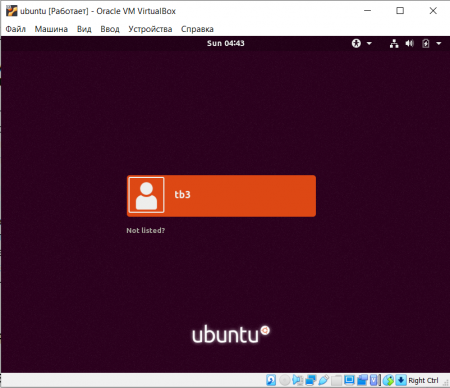 ubuntu [Работает] - Oracle VM VirtualBox
Файл Машина Вид Ввод Устройства Справка
Sun 04:43
tb3
Not listed?
ubuntu
Right Ctrl